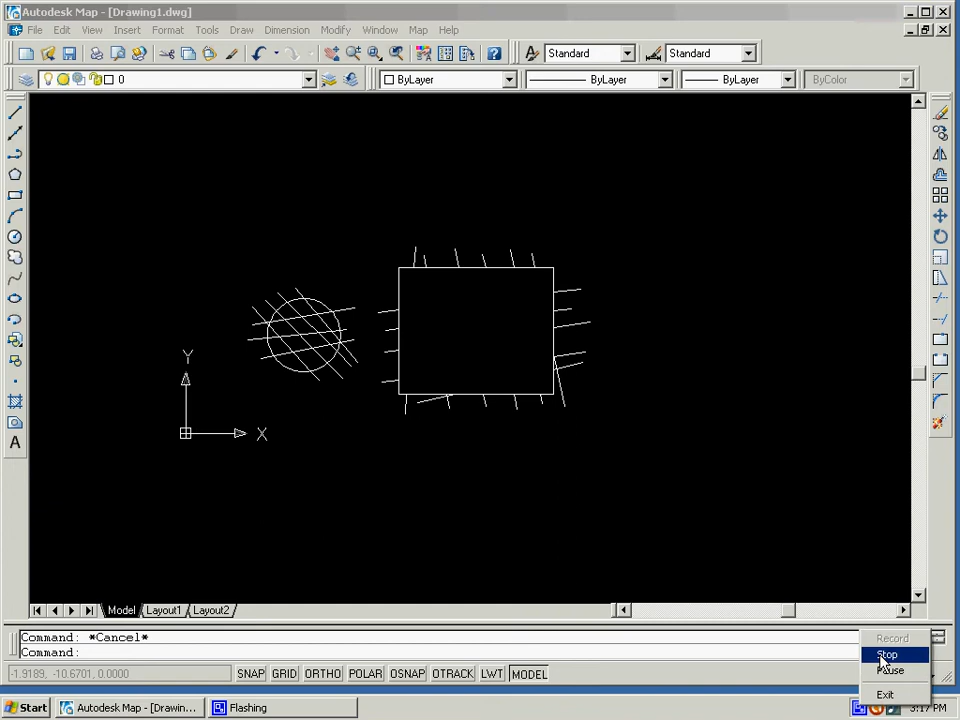 Autodesk Map - [Drawing1.dwg]
File Edit View Insert Format Tools Draw Dimension Modify Window Map Help
Standard Standard
0 ByLayer ByLayer ByLayer ByColor
A
Y
X
Model Layout1 Layout2
Command: *Cancel*
Command:
Record
Stop
Pause
Exit
-1.9189, -10.6701, 0.0000 SNAP GRID ORTHO POLAR OSNAP OTRACK LWT MODEL
Start Autodesk Map - [Drawin... Flashing 3:17 PM